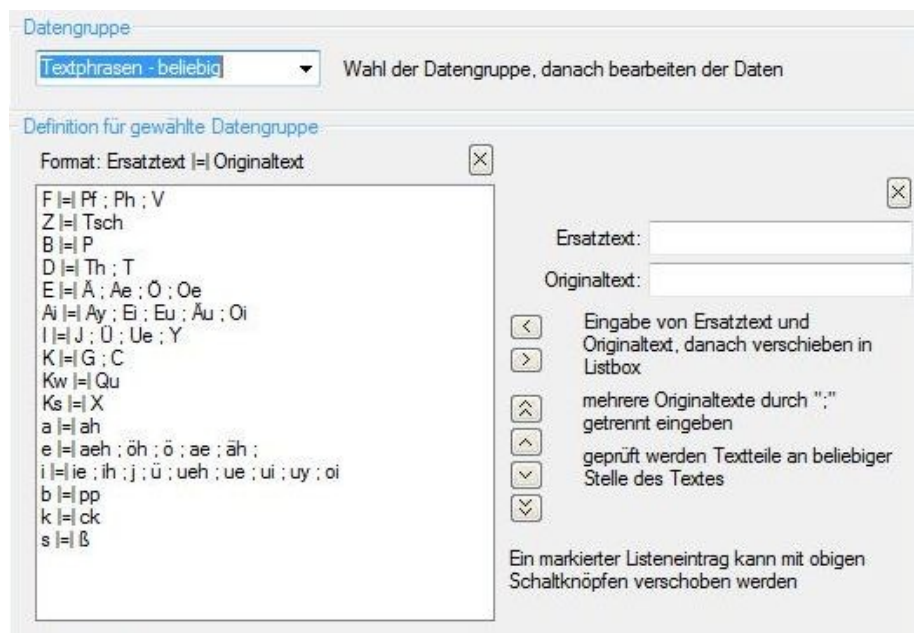 Datengruppe
Textphrasen - beliebig
Wahl der Datengruppe, danach bearbeiten der Daten
Definition für gewählte Datengruppe
Format: Ersatztext |=| Originaltext
F |=| Pf ; Ph ; V
Z |=| Tsch
B |=| P
D |=| Th ; T
E |=| Ä ; Ae ; Ö ; Oe
Ai |=| Ay ; Ei ; Eu ; Äu ; Oi
I |=| J ; Ü ; Ue ; Y
K |=| G ; C
Kw |=| Qu
Ks |=| X
a |=| ah
e |=| aeh ; öh ; ö ; ae ; äh ;
i |=| ie ; ih ; j ; ü ; ueh ; ue ; ui ; uy ; oi
b |=| pp
k |=| ck
s |=| ß
Ersatztext:
Originaltext:
Eingabe von Ersatztext und
Originaltext, danach verschieben in
Listbox
mehrere Originaltexte durch ";"
getrennt eingeben
geprüft werden Textteile an beliebiger
Stelle des Textes
Ein markierter Listeneintrag kann mit obigen
Schaltknöpfen verschoben werden